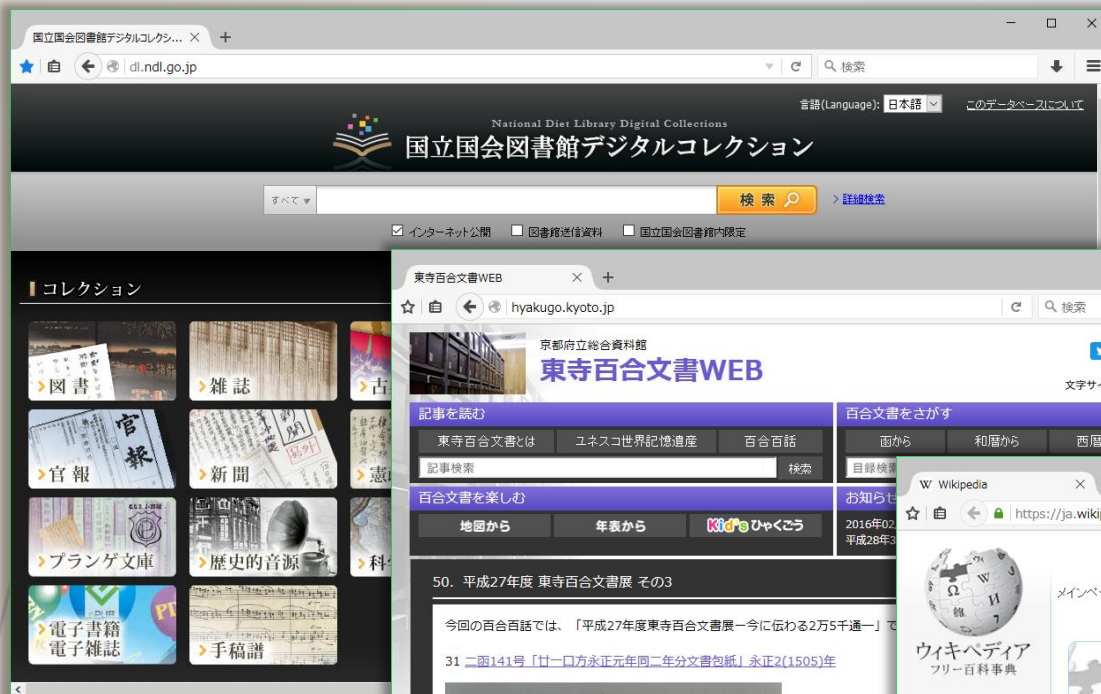 国立国会図書館デジタルコレクシ...
dl.ndl.go.jp
検索
言語(Language): 日本語
このデータベースについて
National Diet Library Digital Collections
国立国会図書館デジタルコレクション
すべて
検索
詳細検索
インターネット公開 図書館送信資料 国立国会図書館内限定
コレクション
図書
雑誌
古
官報
新聞
憲
プランゲ文庫
歴史的音源
科
電子書籍
電子雑誌
手稿譜
東寺百合文書WEB
hyakugo.kyoto.jp
検索
京都府立総合資料館
東寺百合文書WEB
文字サイ
記事を読む
東寺百合文書とは ユネスコ世界記憶遺産 百合百話
記事検索 検索
百合文書を楽しむ
地図から 年表から Kid'sひゃくごう
百合文書をさがす
函から 和暦から 西暦
目録検索
お知らせ
2016年02
平成28年3
50. 平成27年度 東寺百合文書展 その3
今回の百合百話では、「平成27年度東寺百合文書展ー今に伝わる2万5千通ー」で
31 ニ函141号「廿一口方永正元年同二年分文書包紙」永正2(1505)年
Wikipedia
https://ja.wikip
メインペ
ウィキペディア
フリー百科事典